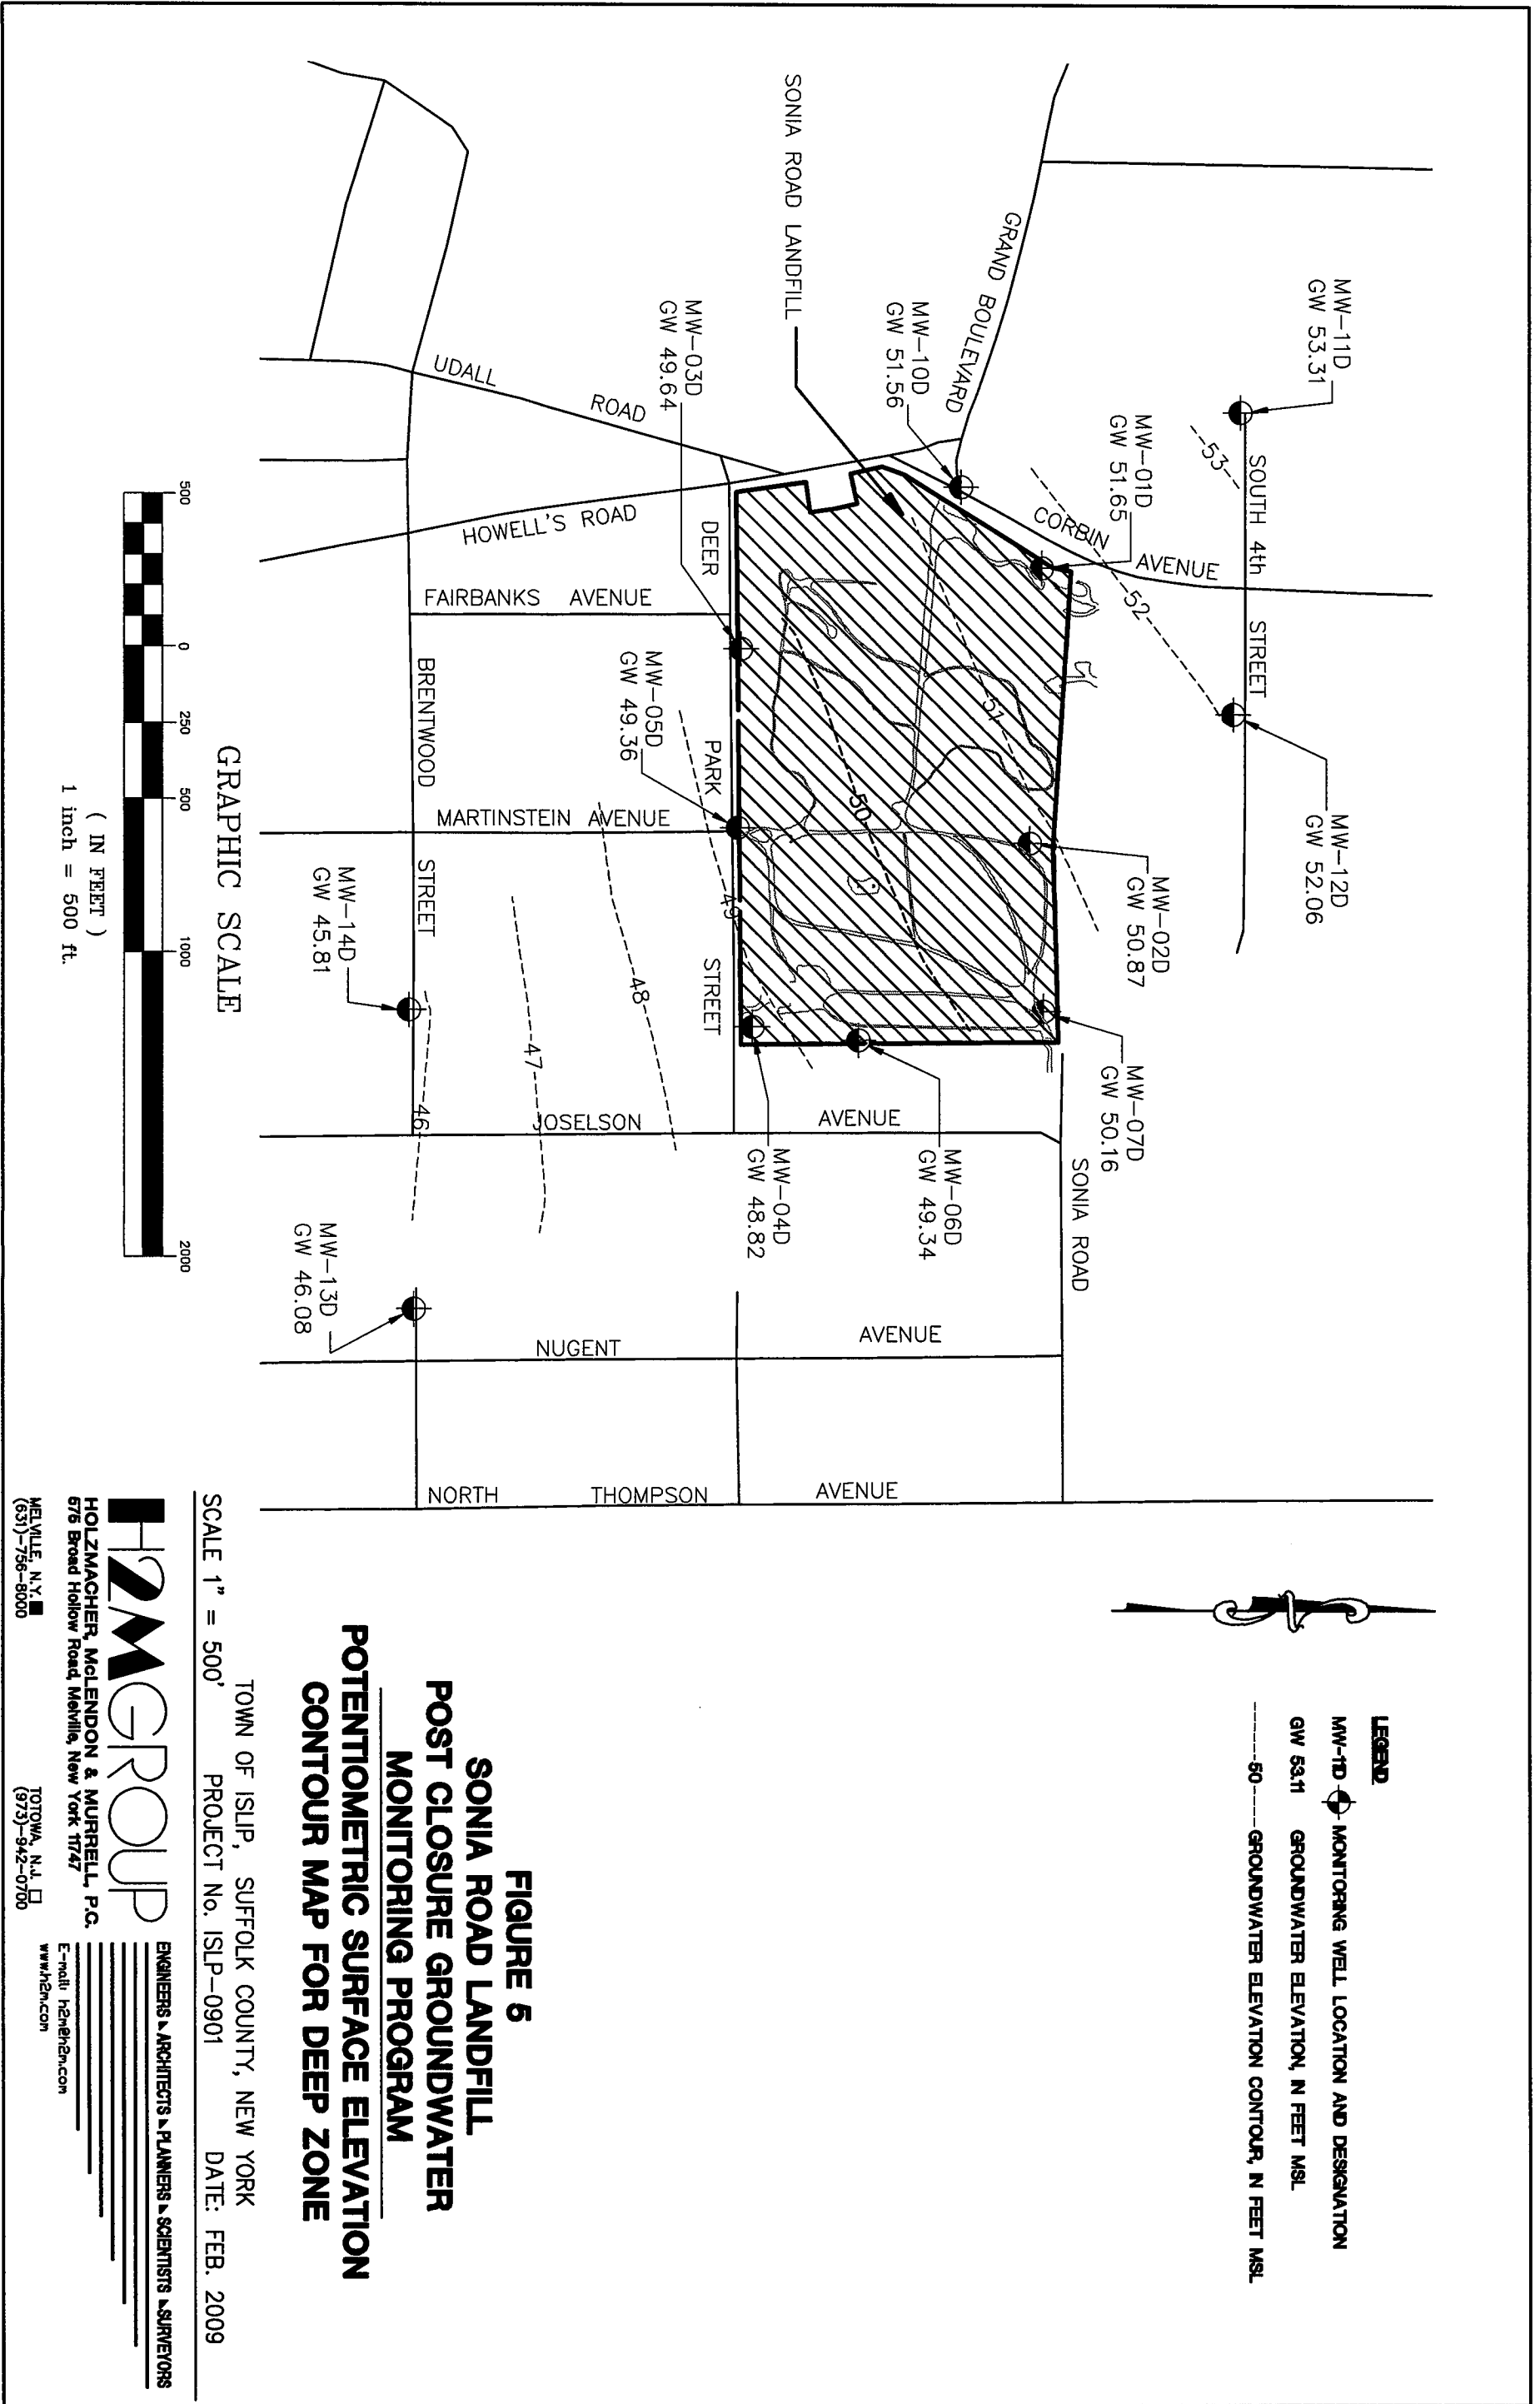 MW-11D
GW 53.31
SOUTH 4th STREET
MW-12D
GW 52.06
-53-
MW-01D
GW 51.65
CORBIN AVENUE
-52-
GRAND BOULEVARD
MW-10D
GW 51.56
SONIA ROAD LANDFILL
MW-02D
GW 50.87
MW-07D
GW 50.16
SONIA ROAD
51
50
MW-06D
GW 49.34
MW-04D
GW 48.82
MW-03D
GW 49.64
MW-05D
GW 49.36
DEER PARK STREET
49
UDALL ROAD
HOWELL'S ROAD
FAIRBANKS AVENUE
MARTINSTEIN AVENUE
JOSELSON AVENUE
NUGENT AVENUE
NORTH THOMPSON AVENUE
-48-
-47-
-46-
BRENTWOOD STREET
MW-14D
GW 45.81
MW-13D
GW 46.08
GRAPHIC SCALE
500 0 250 500 1000 2000
( IN FEET )
1 inch = 500 ft.
LEGEND
MW-11D MONITORING WELL LOCATION AND DESIGNATION
GW 53.11 GROUNDWATER ELEVATION, IN FEET MSL
-------50------GROUNDWATER ELEVATION CONTOUR, IN FEET MSL
FIGURE 5
SONIA ROAD LANDFILL
POST CLOSURE GROUNDWATER
MONITORING PROGRAM
POTENTIOMETRIC SURFACE ELEVATION
CONTOUR MAP FOR DEEP ZONE
TOWN OF ISLIP, SUFFOLK COUNTY, NEW YORK
SCALE 1" = 500' PROJECT No. ISLP-0901 DATE: FEB. 2009
H2MGROUP
ENGINEERS ARCHITECTS PLANNERS SCIENTISTS SURVEYORS
HOLZMACHER, McLENDON & MURRELL, P.C.
575 Broad Hollow Road, Melville, New York 11747
E-mail: h2m@h2m.com
www.h2m.com
MELVILLE, N.Y.
(631)-756-8000
TOTOWA, N.J.
(973)-942-0700